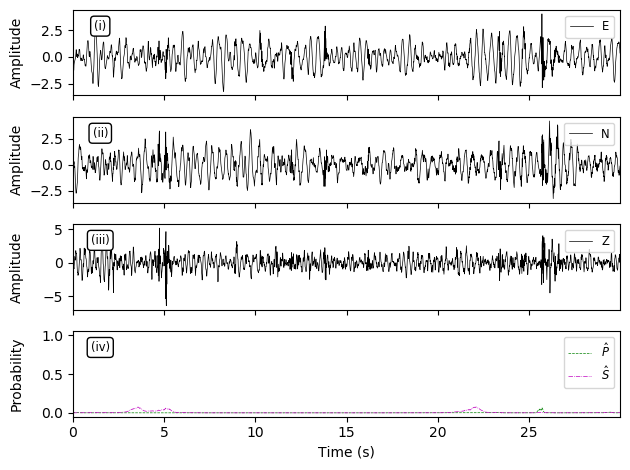 Amplitude
2.5
0.0
−2.5
(i)
E
Amplitude
2.5
0.0
−2.5
(ii)
N
Amplitude
5
0
−5
(iii)
Z
Probability
1.0
0.5
0.0
(iv)
P̂
Ŝ
0 5 10 15 20 25
Time (s)